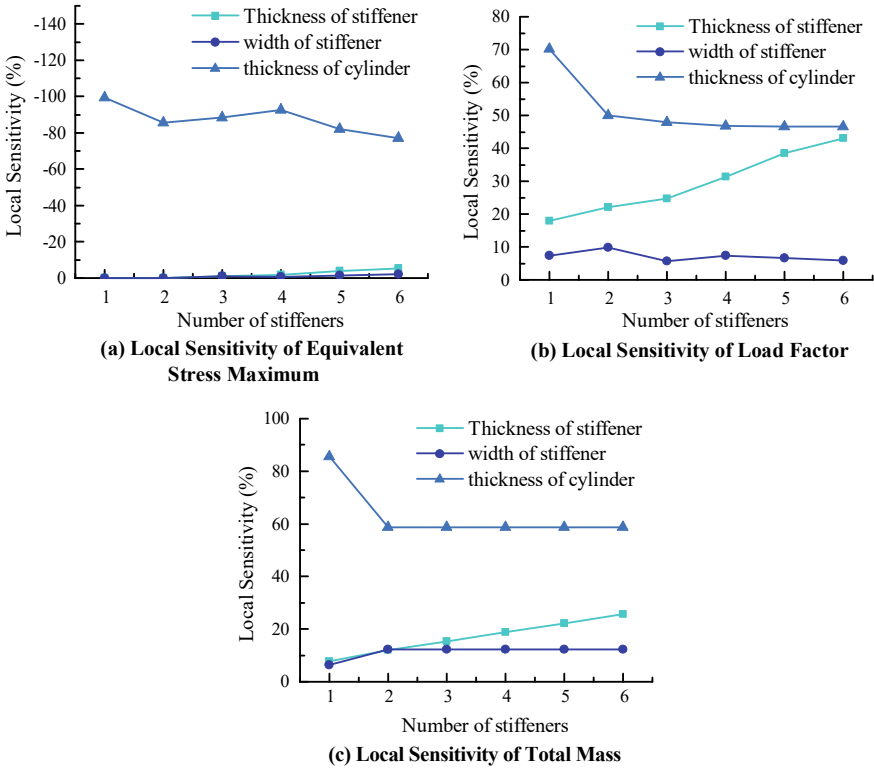 Local Sensitivity (%)
-140
-120
-100
-80
-60
-40
-20
0
Thickness of stiffener
width of stiffener
thickness of cylinder
1 2 3 4 5 6
Number of stiffeners
(a) Local Sensitivity of Equivalent
Stress Maximum
Local Sensitivity (%)
80
70
60
50
40
30
20
10
0
Thickness of stiffener
width of stiffener
thickness of cylinder
1 2 3 4 5 6
Number of stiffeners
(b) Local Sensitivity of Load Factor
Local Sensitivity (%)
100
80
60
40
20
0
Thickness of stiffener
width of stiffener
thickness of cylinder
1 2 3 4 5 6
Number of stiffeners
(c) Local Sensitivity of Total Mass